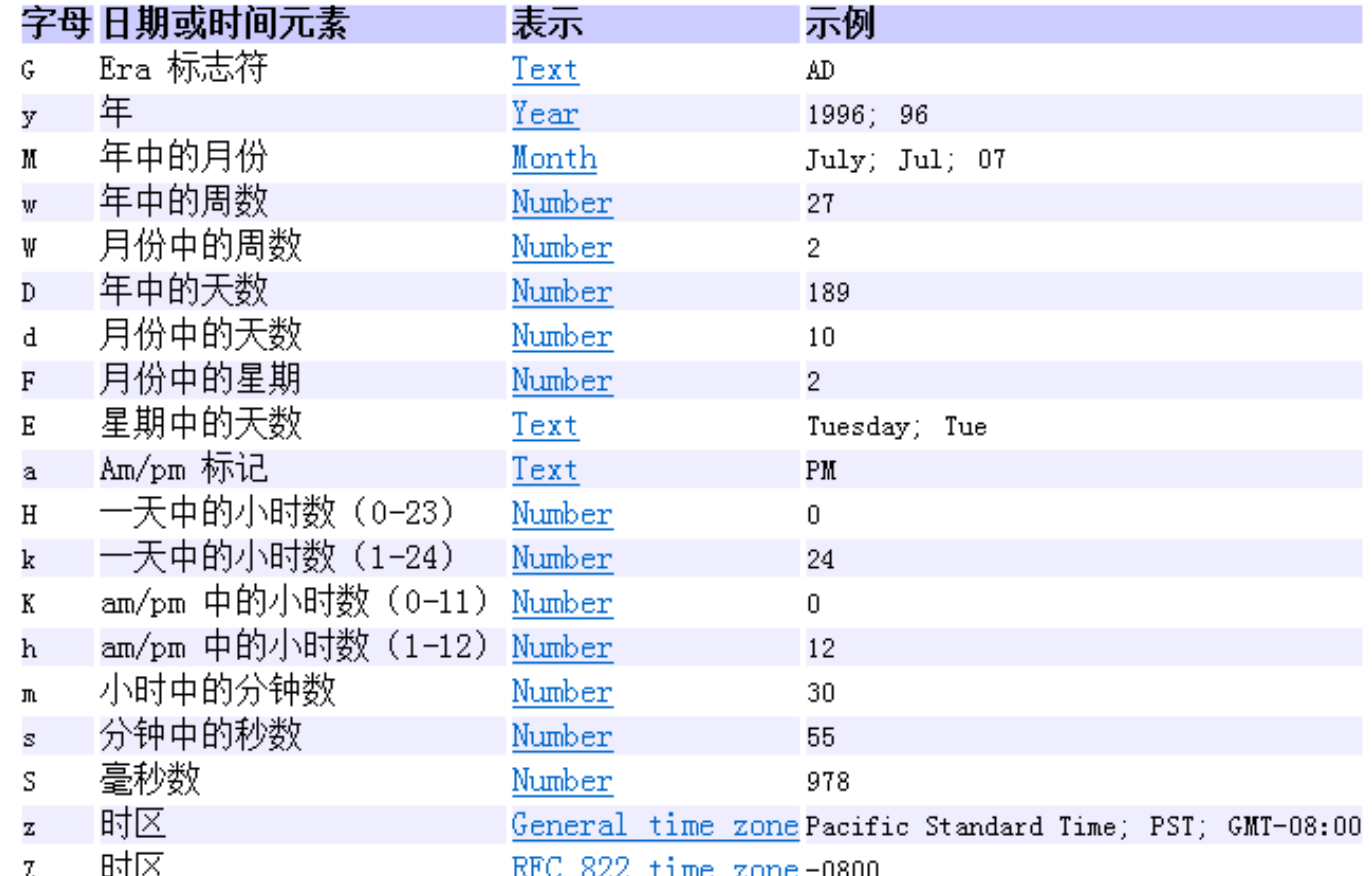 字母 日期或时间元素 表示 示例
G Era 标志符 Text AD
y 年 Year 1996; 96
M 年中的月份 Month July; Jul; 07
w 年中的周数 Number 27
W 月份中的周数 Number 2
D 年中的天数 Number 189
d 月份中的天数 Number 10
F 月份中的星期 Number 2
E 星期中的天数 Text Tuesday; Tue
a Am/pm 标记 Text PM
H 一天中的小时数（0-23） Number 0
k 一天中的小时数（1-24） Number 24
K am/pm 中的小时数（0-11） Number 0
h am/pm 中的小时数（1-12） Number 12
m 小时中的分钟数 Number 30
s 分钟中的秒数 Number 55
S 毫秒数 Number 978
z 时区 General time zone Pacific Standard Time; PST; GMT-08:00
Z 时区 RFC 822 time zone -0800